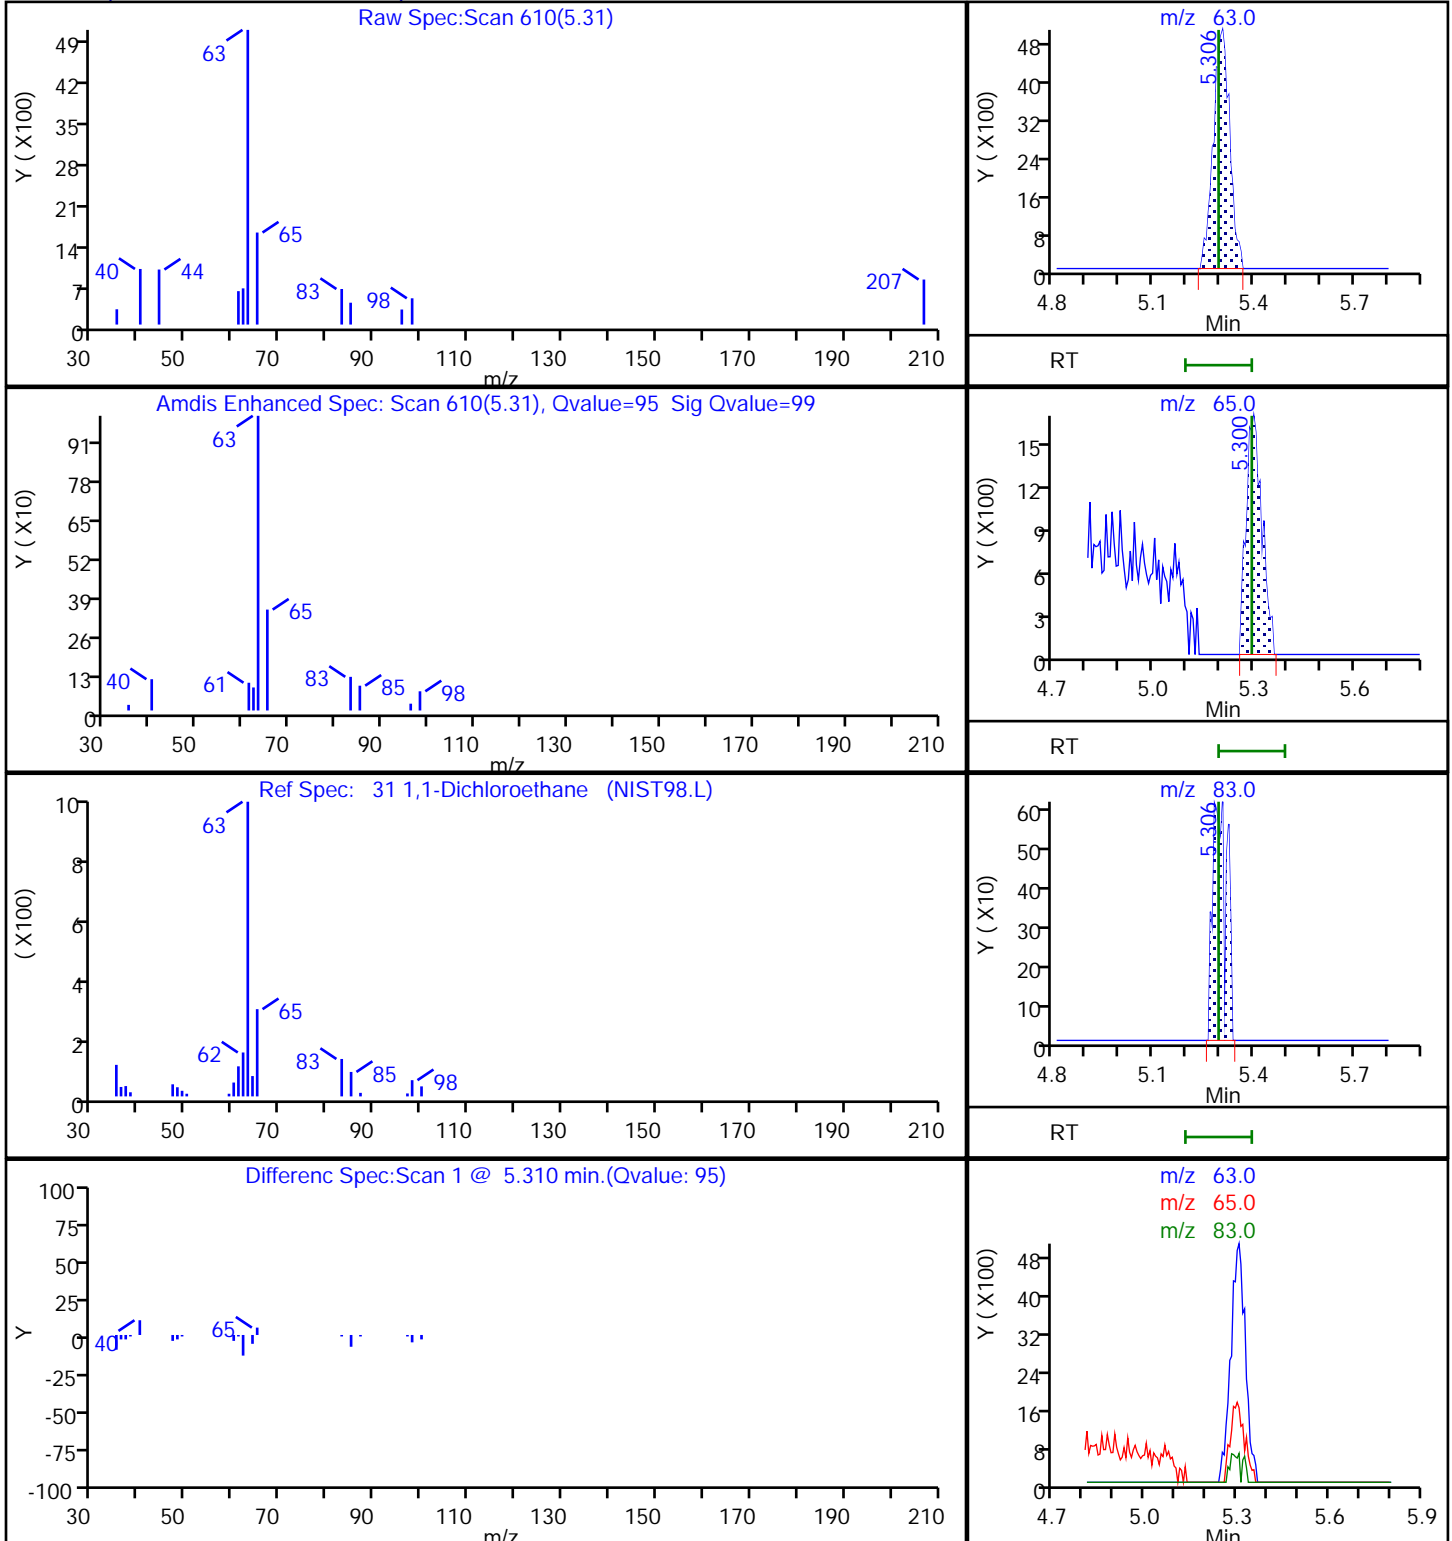 Raw Spec:Scan 610(5.31)
Y ( X100)
49
42
35
28
21
14
7
0
63
65
40
44
83
98
207
30 50 70 90 110 130 150 170 190 210
m/z
m/z 63.0
Y ( X100)
48
40
32
24
16
8
0
5.306
4.8 5.1 5.4 5.7
Min
RT
Amdis Enhanced Spec: Scan 610(5.31), Qvalue=95 Sig Qvalue=99
Y ( X10)
91
78
65
52
39
26
13
0
63
65
40
61
83
85
98
30 50 70 90 110 130 150 170 190 210
m/z
m/z 65.0
Y ( X100)
15
12
9
6
3
0
5.300
4.7 5.0 5.3 5.6
Min
RT
Ref Spec: 31 1,1-Dichloroethane (NIST98.L)
( X100)
10
8
6
4
2
0
63
65
62
83
85
98
30 50 70 90 110 130 150 170 190 210
m/z 83.0
Y ( X10)
60
50
40
30
20
10
0
5.306
4.8 5.1 5.4 5.7
Min
RT
Differenc Spec:Scan 1 @ 5.310 min.(Qvalue: 95)
Y
100
75
50
25
0
-25
-50
-75
-100
40
65
30 50 70 90 110 130 150 170 190 210
m/z
m/z 63.0
m/z 65.0
m/z 83.0
Y ( X100)
48
40
32
24
16
8
0
4.7 5.0 5.3 5.6 5.9
Min